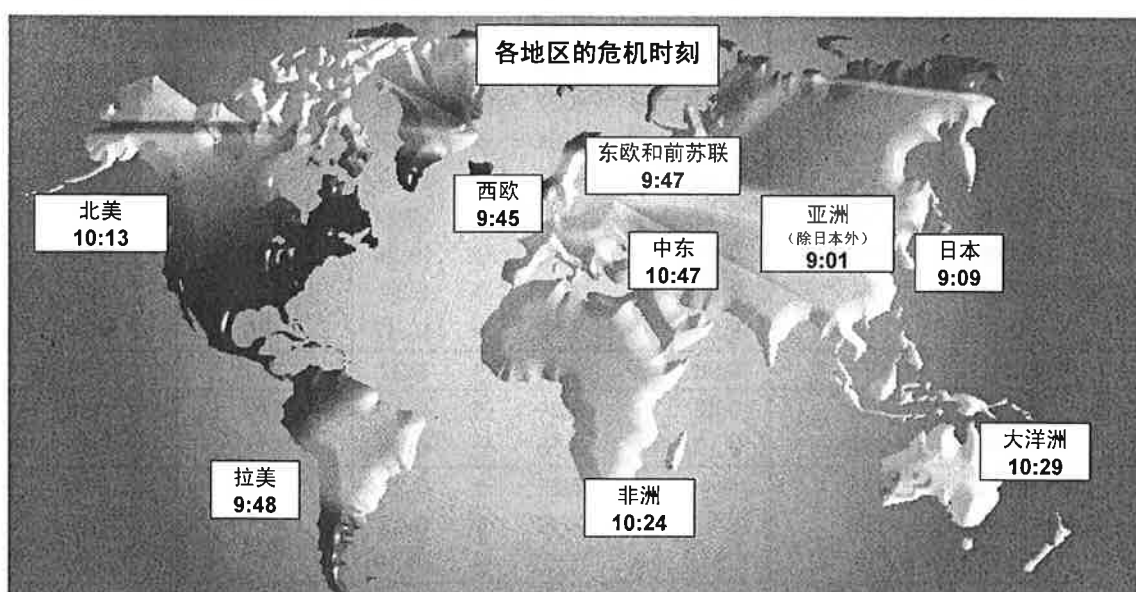 各地区的危机时刻
东欧和前苏联
9:47
西欧
9:45
北美
10:13
亚洲
（除日本外）
9:01
中东
10:47
日本
9:09
大洋洲
10:29
拉美
9:48
非洲
10:24